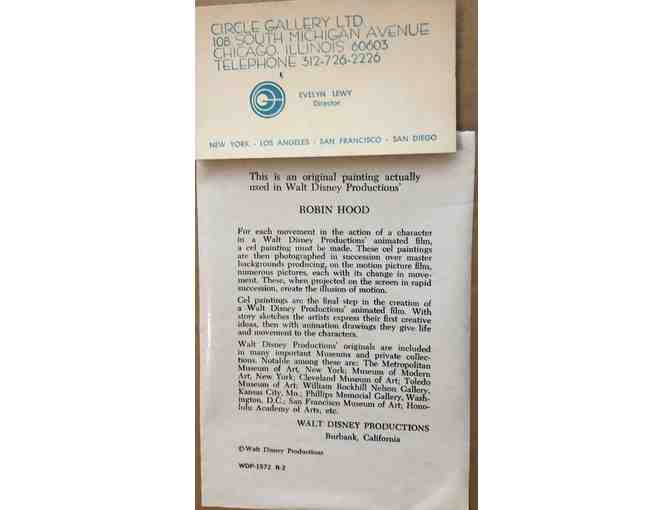 CIRCLE GALLERY LTD.
108 SOUTH MICHIGAN AVENUE
CHICAGO, ILLINOIS 60603
TELEPHONE 312-726-2226
EVELYN LEWY
Director
NEW YORK · LOS ANGELES · SAN FRANCISCO · SAN DIEGO
This is an original painting actually
used in Walt Disney Productions'
ROBIN HOOD
For each movement in the action of a character
in a Walt Disney Productions' animated film,
a cel painting must be made. These cel paintings
are then photographed in succession over master
backgrounds producing, on the motion picture film,
numerous pictures, each with its change in move-
ment. These, when projected on the screen in rapid
succession, create the illusion of motion.
Cel paintings are the final step in the creation of
a Walt Disney Productions' animated film. With
story sketches the artists express their first creative
ideas, then with animation drawings they give life
and movement to the characters.
Walt Disney Productions' originals are included
in many important Museums and private collec-
tions. Notable among these are: The Metropolitan
Museum of Art, New York; Museum of Modern
Art, New York; Cleveland Museum of Art; Toledo
Museum of Art; William Rockhill Nelson Gallery,
Kansas City, Mo.; Phillips Memorial Gallery, Wash-
ington, D.C.; San Francisco Museum of Art; Hono-
lulu Academy of Arts, etc.
WALT DISNEY PRODUCTIONS
Burbank, California
©Walt Disney Productions
WDP-1572 R-2